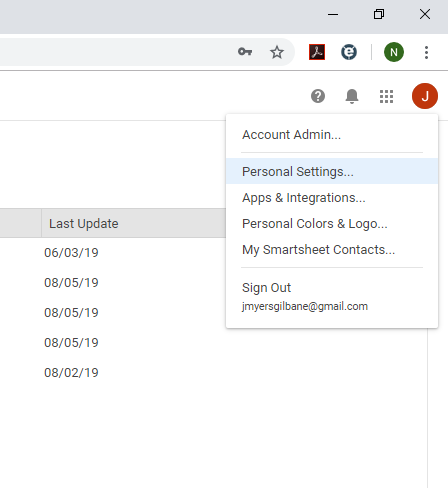 N
J
Account Admin...
Personal Settings...
Apps & Integrations...
Personal Colors & Logo...
My Smartsheet Contacts...
Sign Out
jmyersgilbane@gmail.com
Last Update
06/03/19
08/05/19
08/05/19
08/05/19
08/02/19